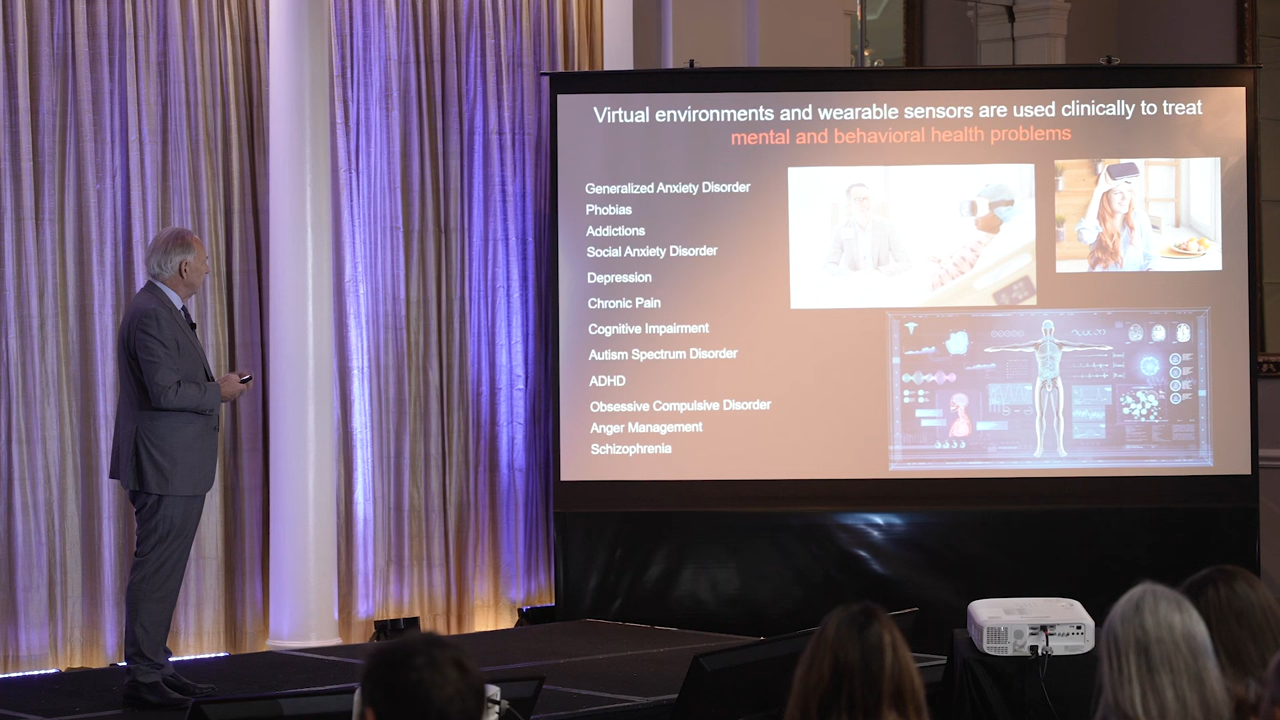 Virtual environments and wearable sensors are used clinically to treat
mental and behavioral health problems
Generalized Anxiety Disorder
Phobias
Addictions
Social Anxiety Disorder
Depression
Chronic Pain
Cognitive Impairment
Autism Spectrum Disorder
ADHD
Obsessive Compulsive Disorder
Anger Management
Schizophrenia